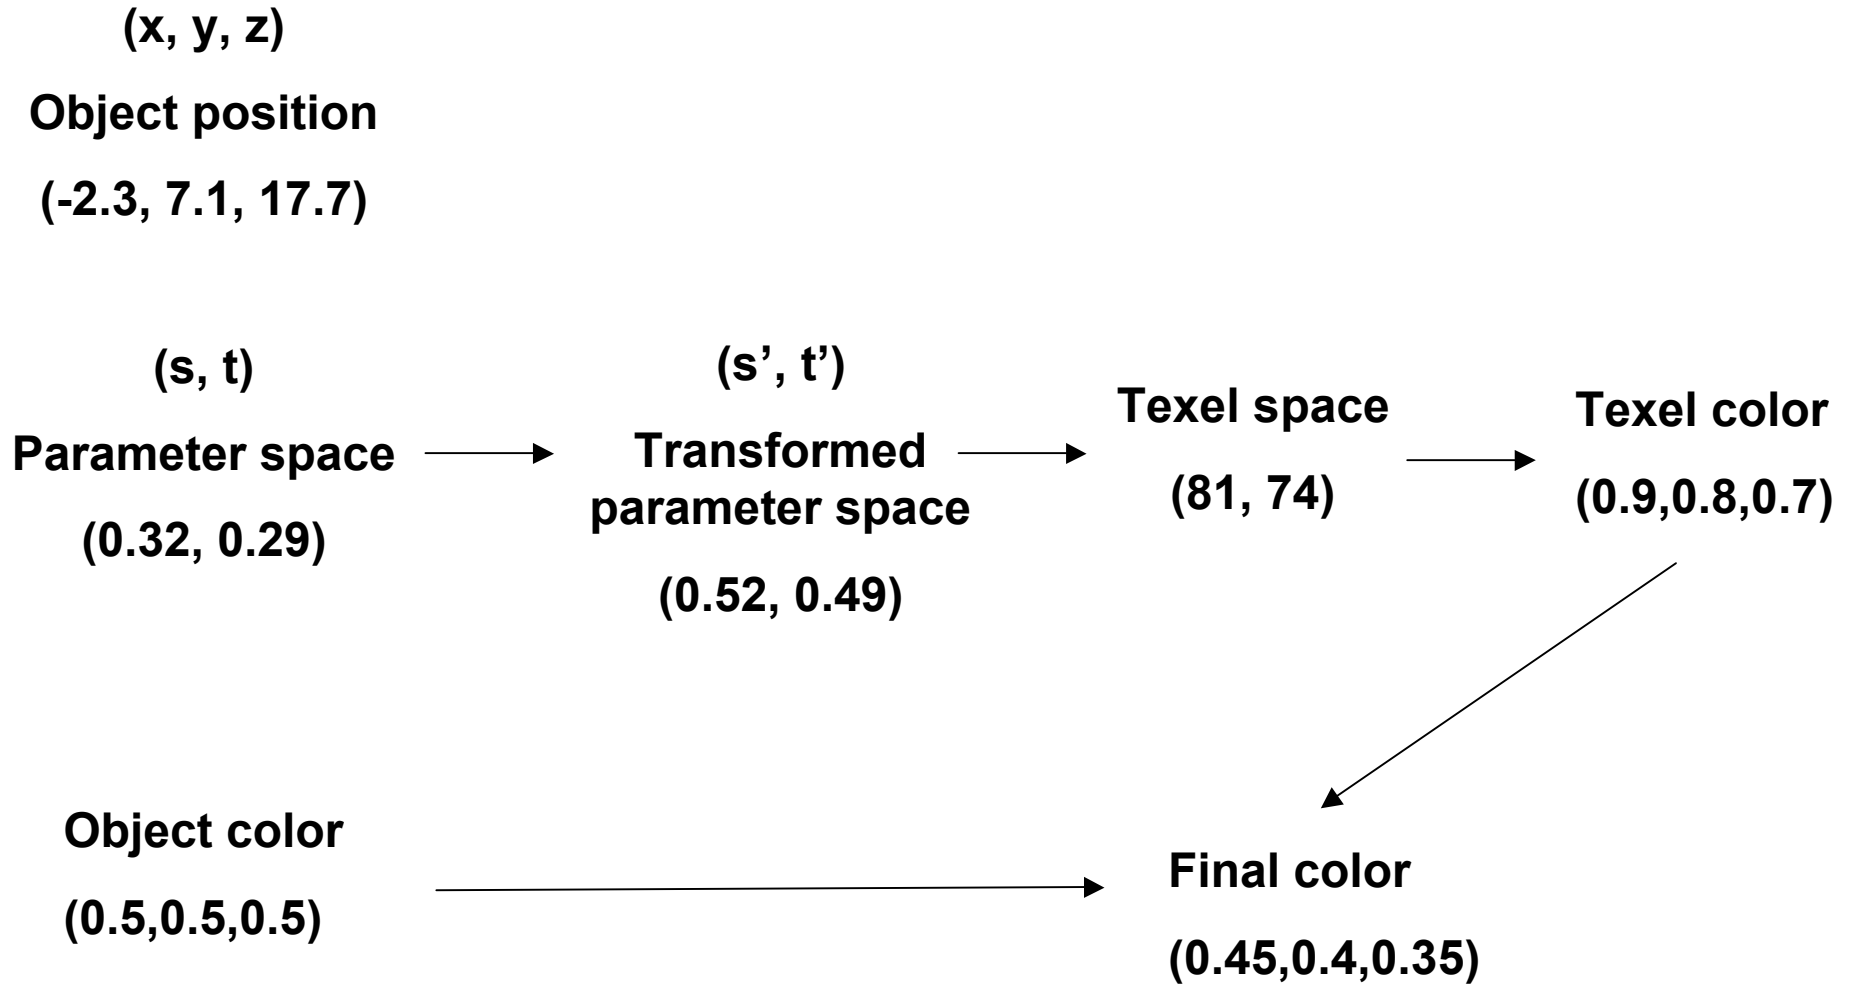 (x, y, z)
Object position
(-2.3, 7.1, 17.7)
(s, t)
Parameter space
(0.32, 0.29)
(s’, t’)
Transformed
parameter space
(0.52, 0.49)
Texel space
(81, 74)
Texel color
(0.9,0.8,0.7)
Object color
(0.5,0.5,0.5)
Final color
(0.45,0.4,0.35)